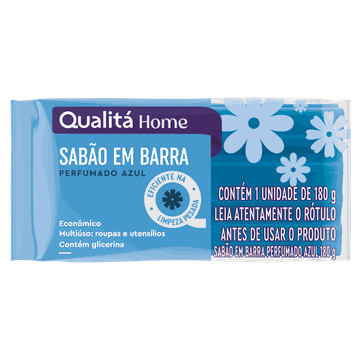 Qualitá Home
SABÃO EM BARRA
PERFUMADO AZUL
EFICIENTE NA
LIMPEZA PESADA
Econômico
Multiúso: roupas e utensílios
Contém glicerina
CONTÉM 1 UNIDADE DE 180 g
LEIA ATENTAMENTE O RÓTULO
ANTES DE USAR O PRODUTO
SABÃO EM BARRA PERFUMADO AZUL 180 g